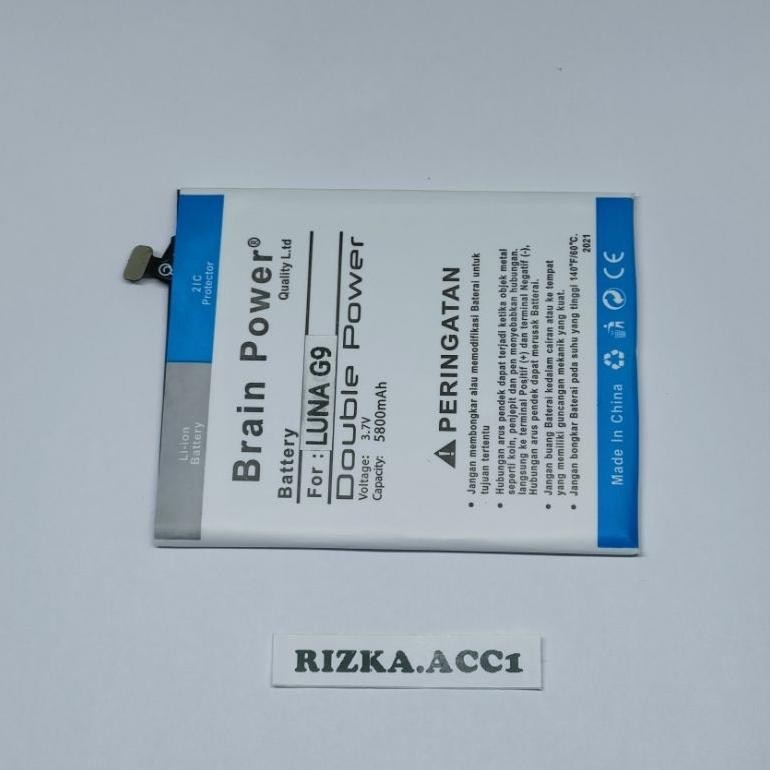 Li-ion
Battery
2IC
Protector
Brain Power®
Quality L.td
Battery
For : LUNA G9
Double Power
Voltage: 3.7V
Capacity: 5800mAh
PERINGATAN
• Jangan membongkar alau memodifikasi Baterai untuk
tujuan tertentu
• Hubungan arus pendek dapat terjadi ketika objek metal
seperti koln, penjepit dan pen menyebabkan hubungan.
langsung ke terminal Positif (+) dan terminal Negatif (-),
Hubungan arus pendek dapat merusak Batterai.
• Jangan buang Baterai kedalam cairan atau ke tempat
yang memiliki guncangan mekanik yang kuat.
• Jangan bongkar Baterai pada suhu yang tinggi 140°F/60°C.
2021
Made In China CE
RIZKA.ACC1